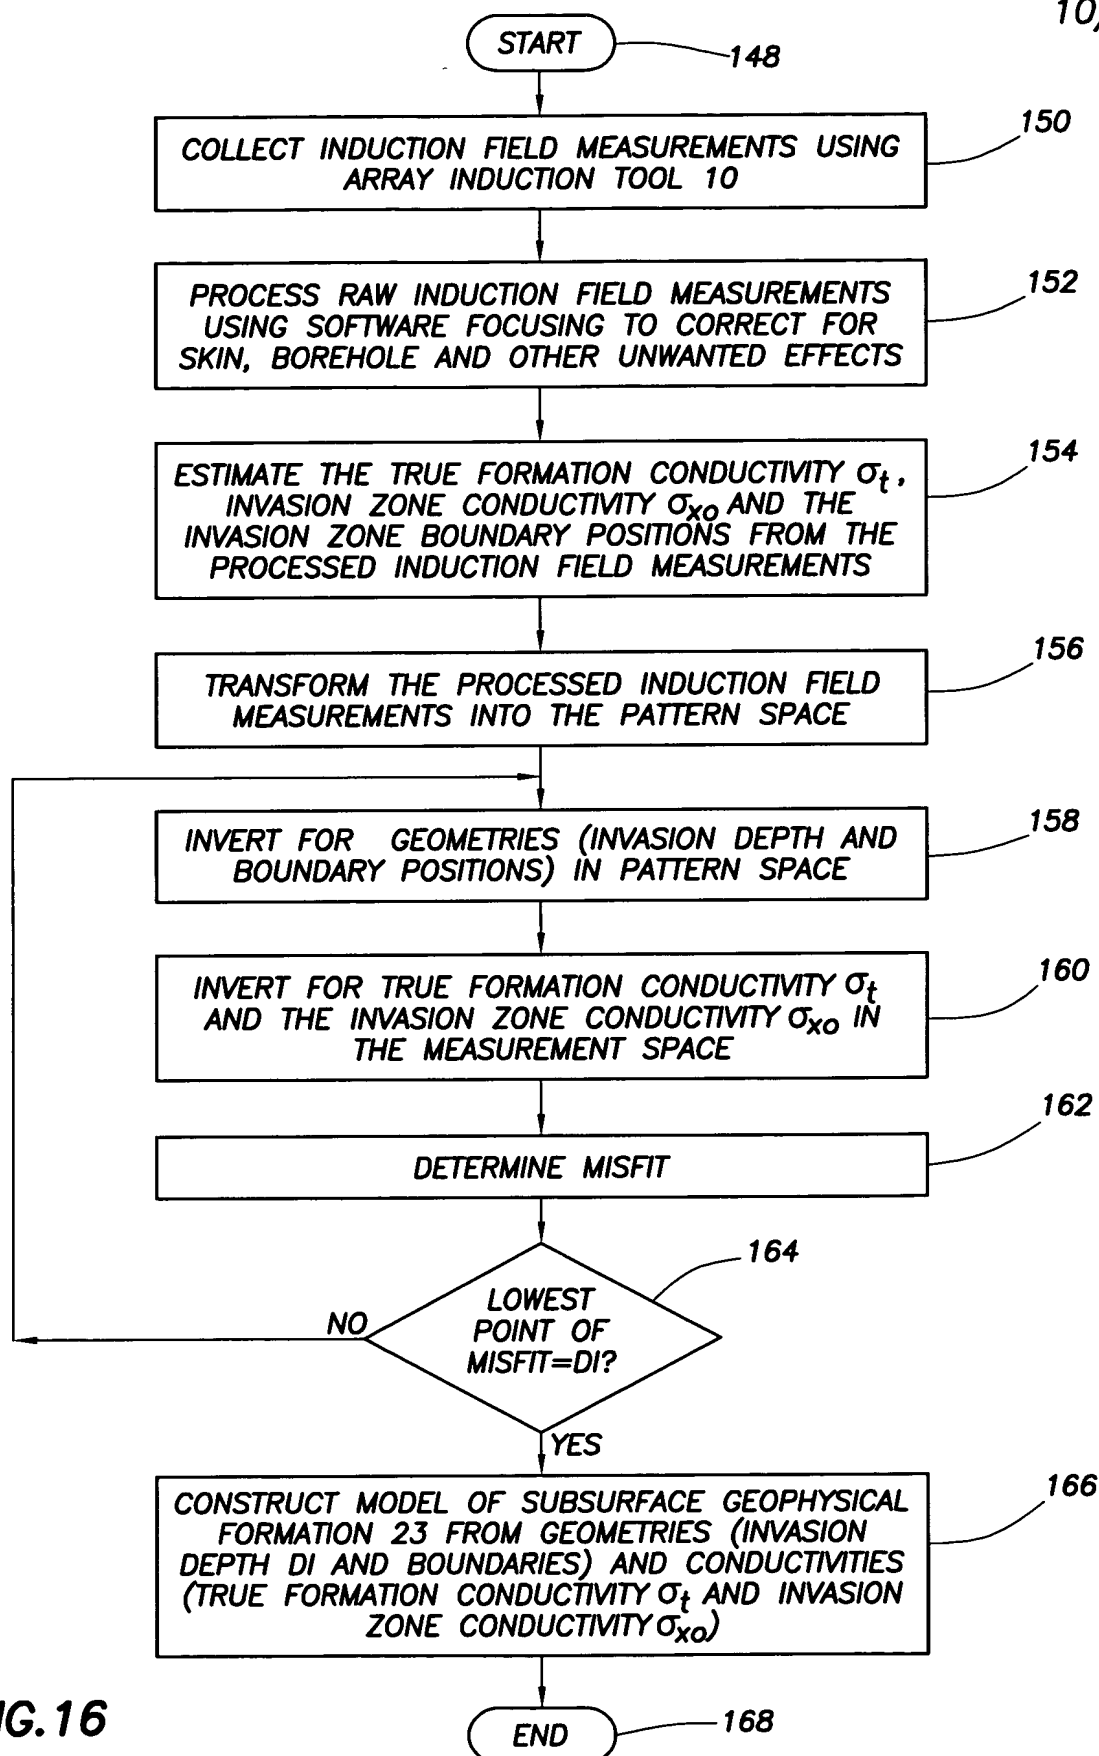 10/
START
148
150
COLLECT INDUCTION FIELD MEASUREMENTS USING
ARRAY INDUCTION TOOL 10
152
PROCESS RAW INDUCTION FIELD MEASUREMENTS
USING SOFTWARE FOCUSING TO CORRECT FOR
SKIN, BOREHOLE AND OTHER UNWANTED EFFECTS
154
ESTIMATE THE TRUE FORMATION CONDUCTIVITY σt,
INVASION ZONE CONDUCTIVITY σxo AND THE
INVASION ZONE BOUNDARY POSITIONS FROM THE
PROCESSED INDUCTION FIELD MEASUREMENTS
156
TRANSFORM THE PROCESSED INDUCTION FIELD
MEASUREMENTS INTO THE PATTERN SPACE
158
INVERT FOR GEOMETRIES (INVASION DEPTH AND
BOUNDARY POSITIONS) IN PATTERN SPACE
160
INVERT FOR TRUE FORMATION CONDUCTIVITY σt
AND THE INVASION ZONE CONDUCTIVITY σxo IN
THE MEASUREMENT SPACE
162
DETERMINE MISFIT
164
LOWEST
POINT OF
MISFIT=DI?
NO
YES
166
CONSTRUCT MODEL OF SUBSURFACE GEOPHYSICAL
FORMATION 23 FROM GEOMETRIES (INVASION
DEPTH DI AND BOUNDARIES) AND CONDUCTIVITIES
(TRUE FORMATION CONDUCTIVITY σt AND INVASION
ZONE CONDUCTIVITY σxo)
END
168
IG.16